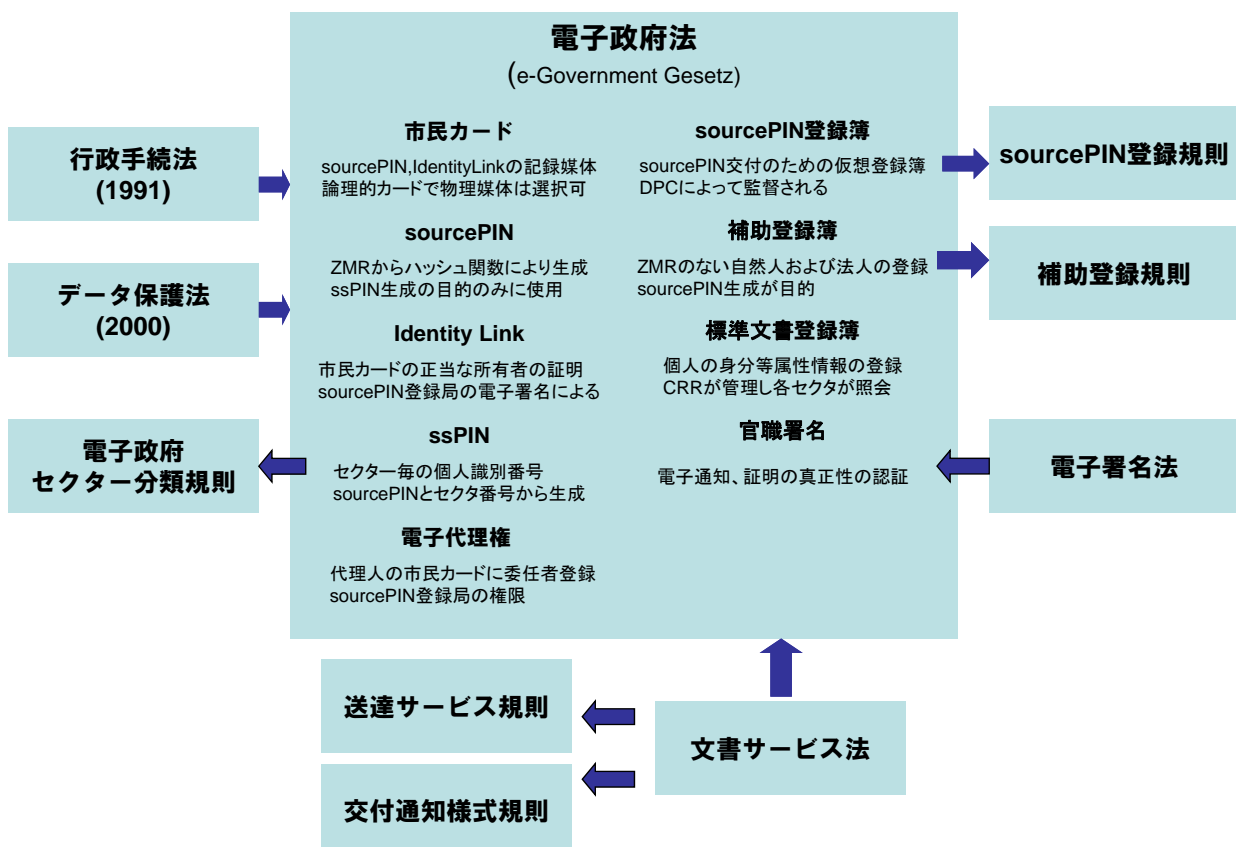 電子政府法
(e-Government Gesetz)
市民カード
sourcePIN,IdentityLinkの記録媒体
論理的カードで物理媒体は選択可
sourcePIN
ZMRからハッシュ関数により生成
ssPIN生成の目的のみに使用
Identity Link
市民カードの正当な所有者の証明
sourcePIN登録局の電子署名による
ssPIN
セクター毎の個人識別番号
sourcePINとセクタ番号から生成
電子代理権
代理人の市民カードに委任者登録
sourcePIN登録局の権限
sourcePIN登録簿
sourcePIN交付のための仮想登録簿
DPCによって監督される
補助登録簿
ZMRのない自然人および法人の登録
sourcePIN生成が目的
標準文書登録簿
個人の身分等属性情報の登録
CRRが管理し各セクタが照会
官職署名
電子通知、証明の真正性の認証
行政手続法
(1991)
データ保護法
(2000)
電子政府
セクター分類規則
sourcePIN登録規則
補助登録規則
電子署名法
送達サービス規則
交付通知様式規則
文書サービス法